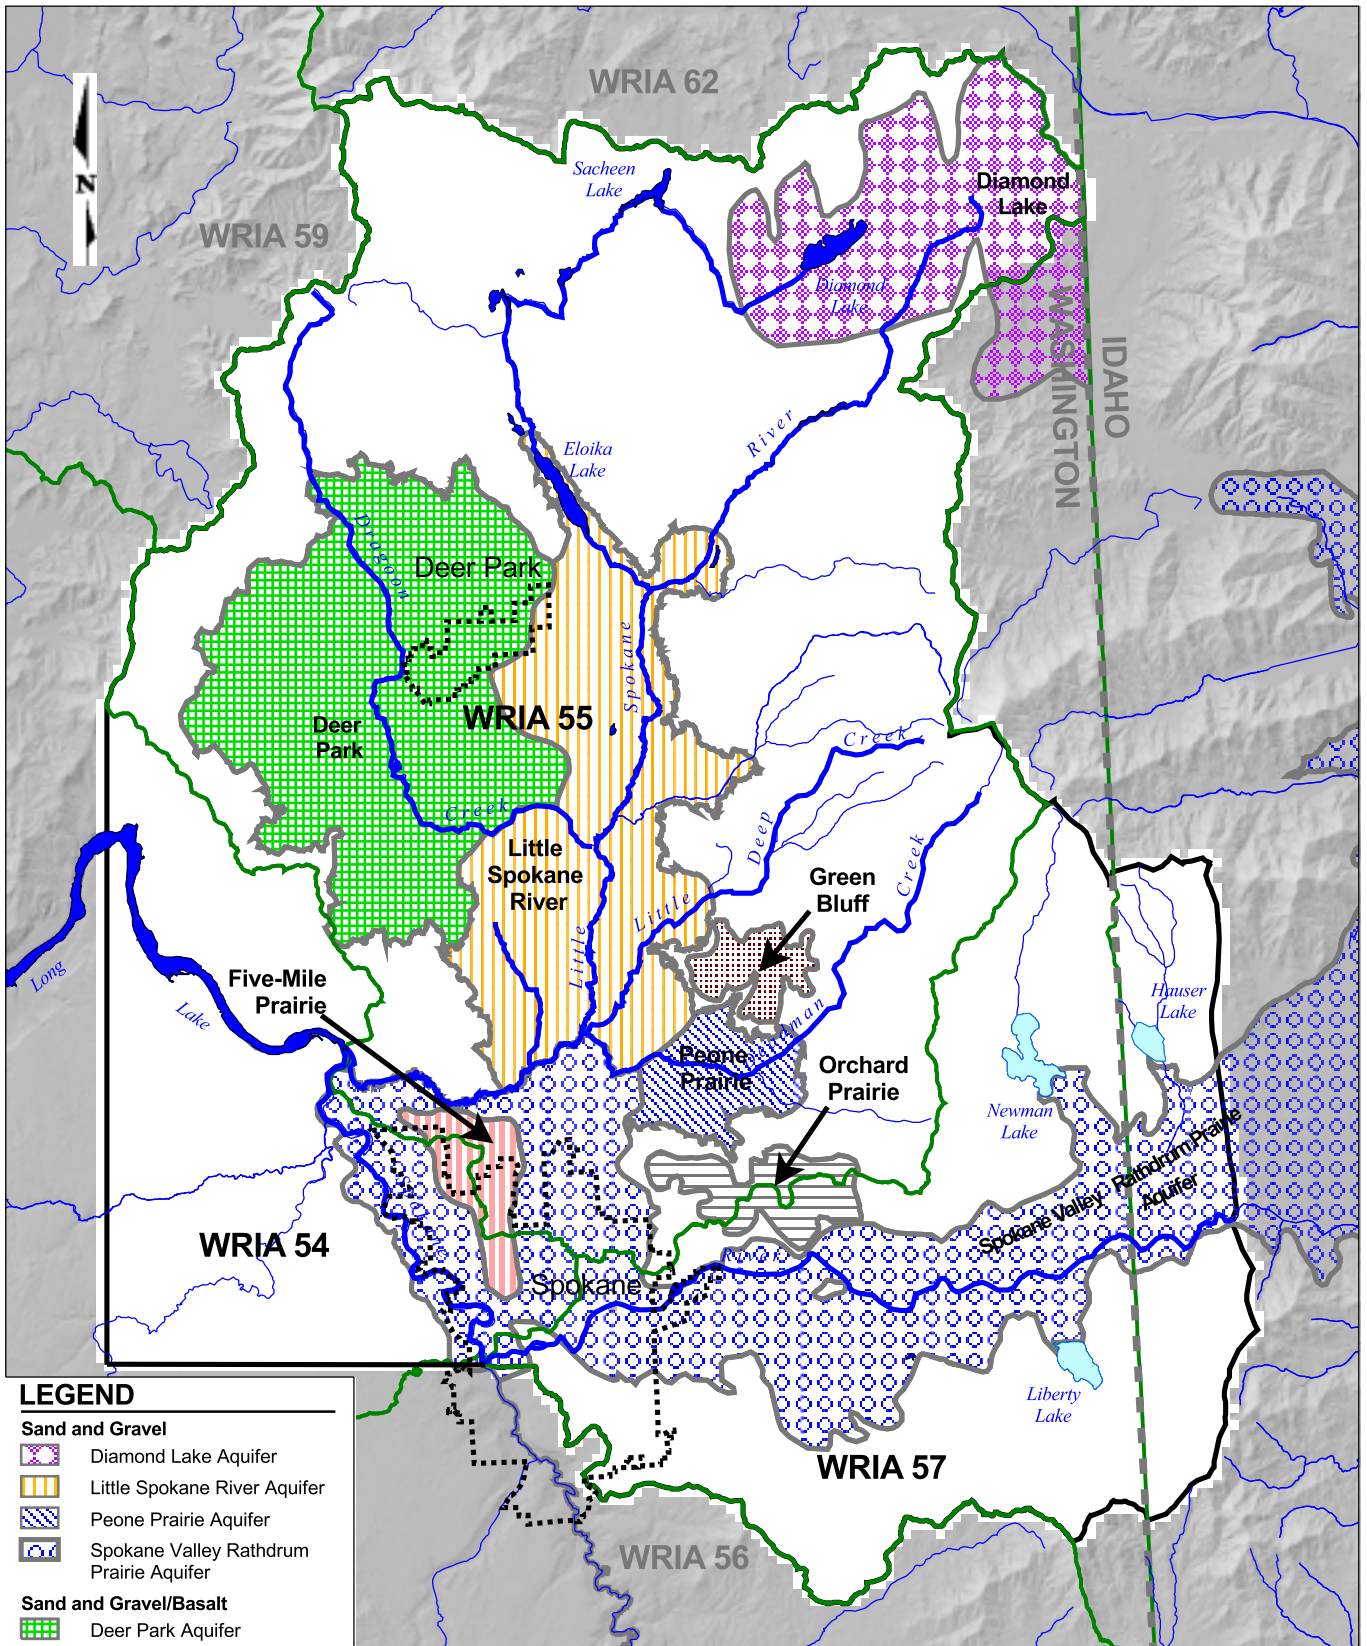 WRIA 62
Sacheen
Lake
Diamond
Lake
N
WRIA 59
Diamond
Lake
WASHINGTON
IDAHO
River
Eloika
Lake
Dragoon
Deer Park
Spokane
WRIA 55
Deer
Park
Creek
Deep
Creek
Creek
Little
Spokane
River
Green
Bluff
Little
Little
Long
Lake
Five-Mile
Prairie
Hauser
Lake
Peone
Prairie
Orchard
Prairie
Newman
Lake
Spokane Valley Rathdrum Prairie
Aquifer
WRIA 54
Spokane
Liberty
Lake
WRIA 57
WRIA 56
LEGEND
Sand and Gravel
Diamond Lake Aquifer
Little Spokane River Aquifer
Peone Prairie Aquifer
Spokane Valley Rathdrum
Prairie Aquifer
Sand and Gravel/Basalt
Deer Park Aquifer